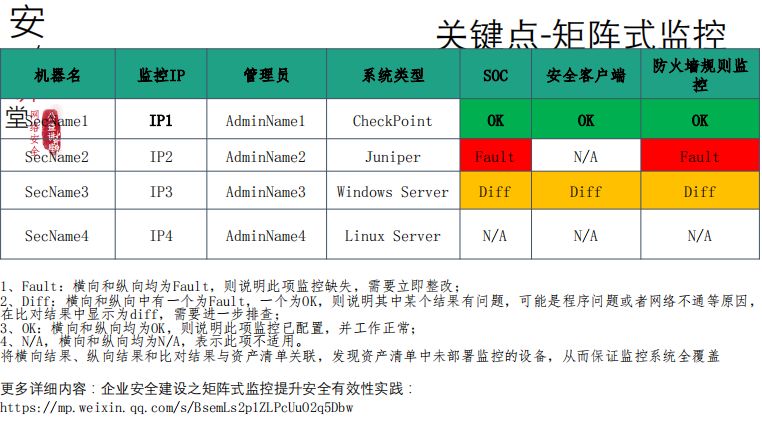 安
关键点-矩阵式监控
机器名 监控IP 管理员 系统类型 SOC 安全客户端 防火墙规则监控
SecName1 IP1 AdminName1 CheckPoint OK OK OK
堂
网络安全
SecName2 IP2 AdminName2 Juniper Fault N/A Fault
SecName3 IP3 AdminName3 Windows Server Diff Diff Diff
SecName4 IP4 AdminName4 Linux Server N/A N/A N/A
1、Fault：横向和纵向均为Fault，则说明此项监控缺失，需要立即整改；
2、Diff：横向和纵向中有一个为Fault，一个为OK，则说明其中某个结果有问题，可能是程序问题或者网络不通等原因，
在比对结果中显示为diff，需要进一步排查；
3、OK：横向和纵向均为OK，则说明此项监控已配置，并工作正常；
4、N/A，横向和纵向均为N/A，表示此项不适用。
将横向结果、纵向结果和比对结果与资产清单关联，发现资产清单中未部署监控的设备，从而保证监控系统全覆盖
更多详细内容：企业安全建设之矩阵式监控提升安全有效性实践：
https://mp.weixin.qq.com/s/BsemLs2p1ZLPcUuO2q5Dbw